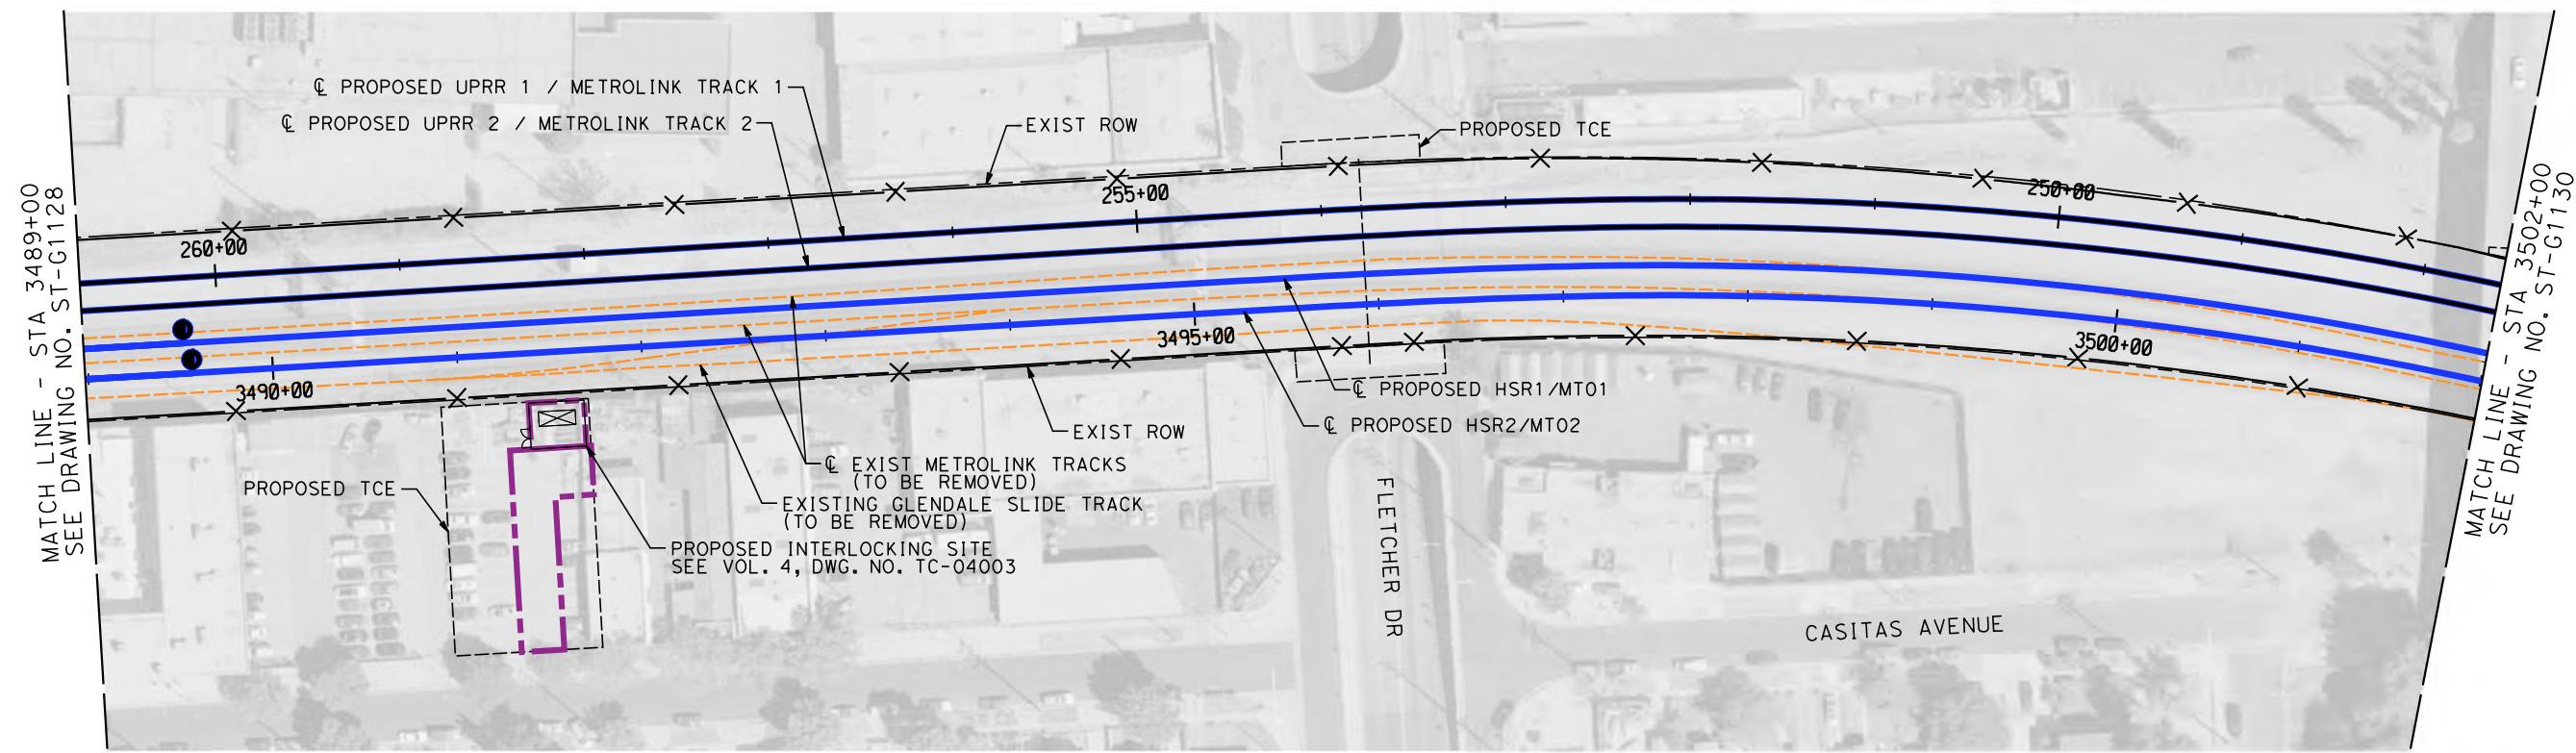 ℄ PROPOSED UPRR 1 / METROLINK TRACK 1
℄ PROPOSED UPRR 2 / METROLINK TRACK 2
EXIST ROW
PROPOSED TCE
260+00
255+00
250+00
MATCH LINE - STA 3489+00
SEE DRAWING NO. ST-G1128
MATCH LINE - STA 3502+00
SEE DRAWING NO. ST-G1130
3490+00
3495+00
3500+00
℄ PROPOSED HSR1/MT01
℄ PROPOSED HSR2/MT02
EXIST ROW
℄ EXIST METROLINK TRACKS
(TO BE REMOVED)
PROPOSED TCE
EXISTING GLENDALE SLIDE TRACK
(TO BE REMOVED)
PROPOSED INTERLOCKING SITE
SEE VOL. 4, DWG. NO. TC-04003
FLETCHER DR
CASITAS AVENUE